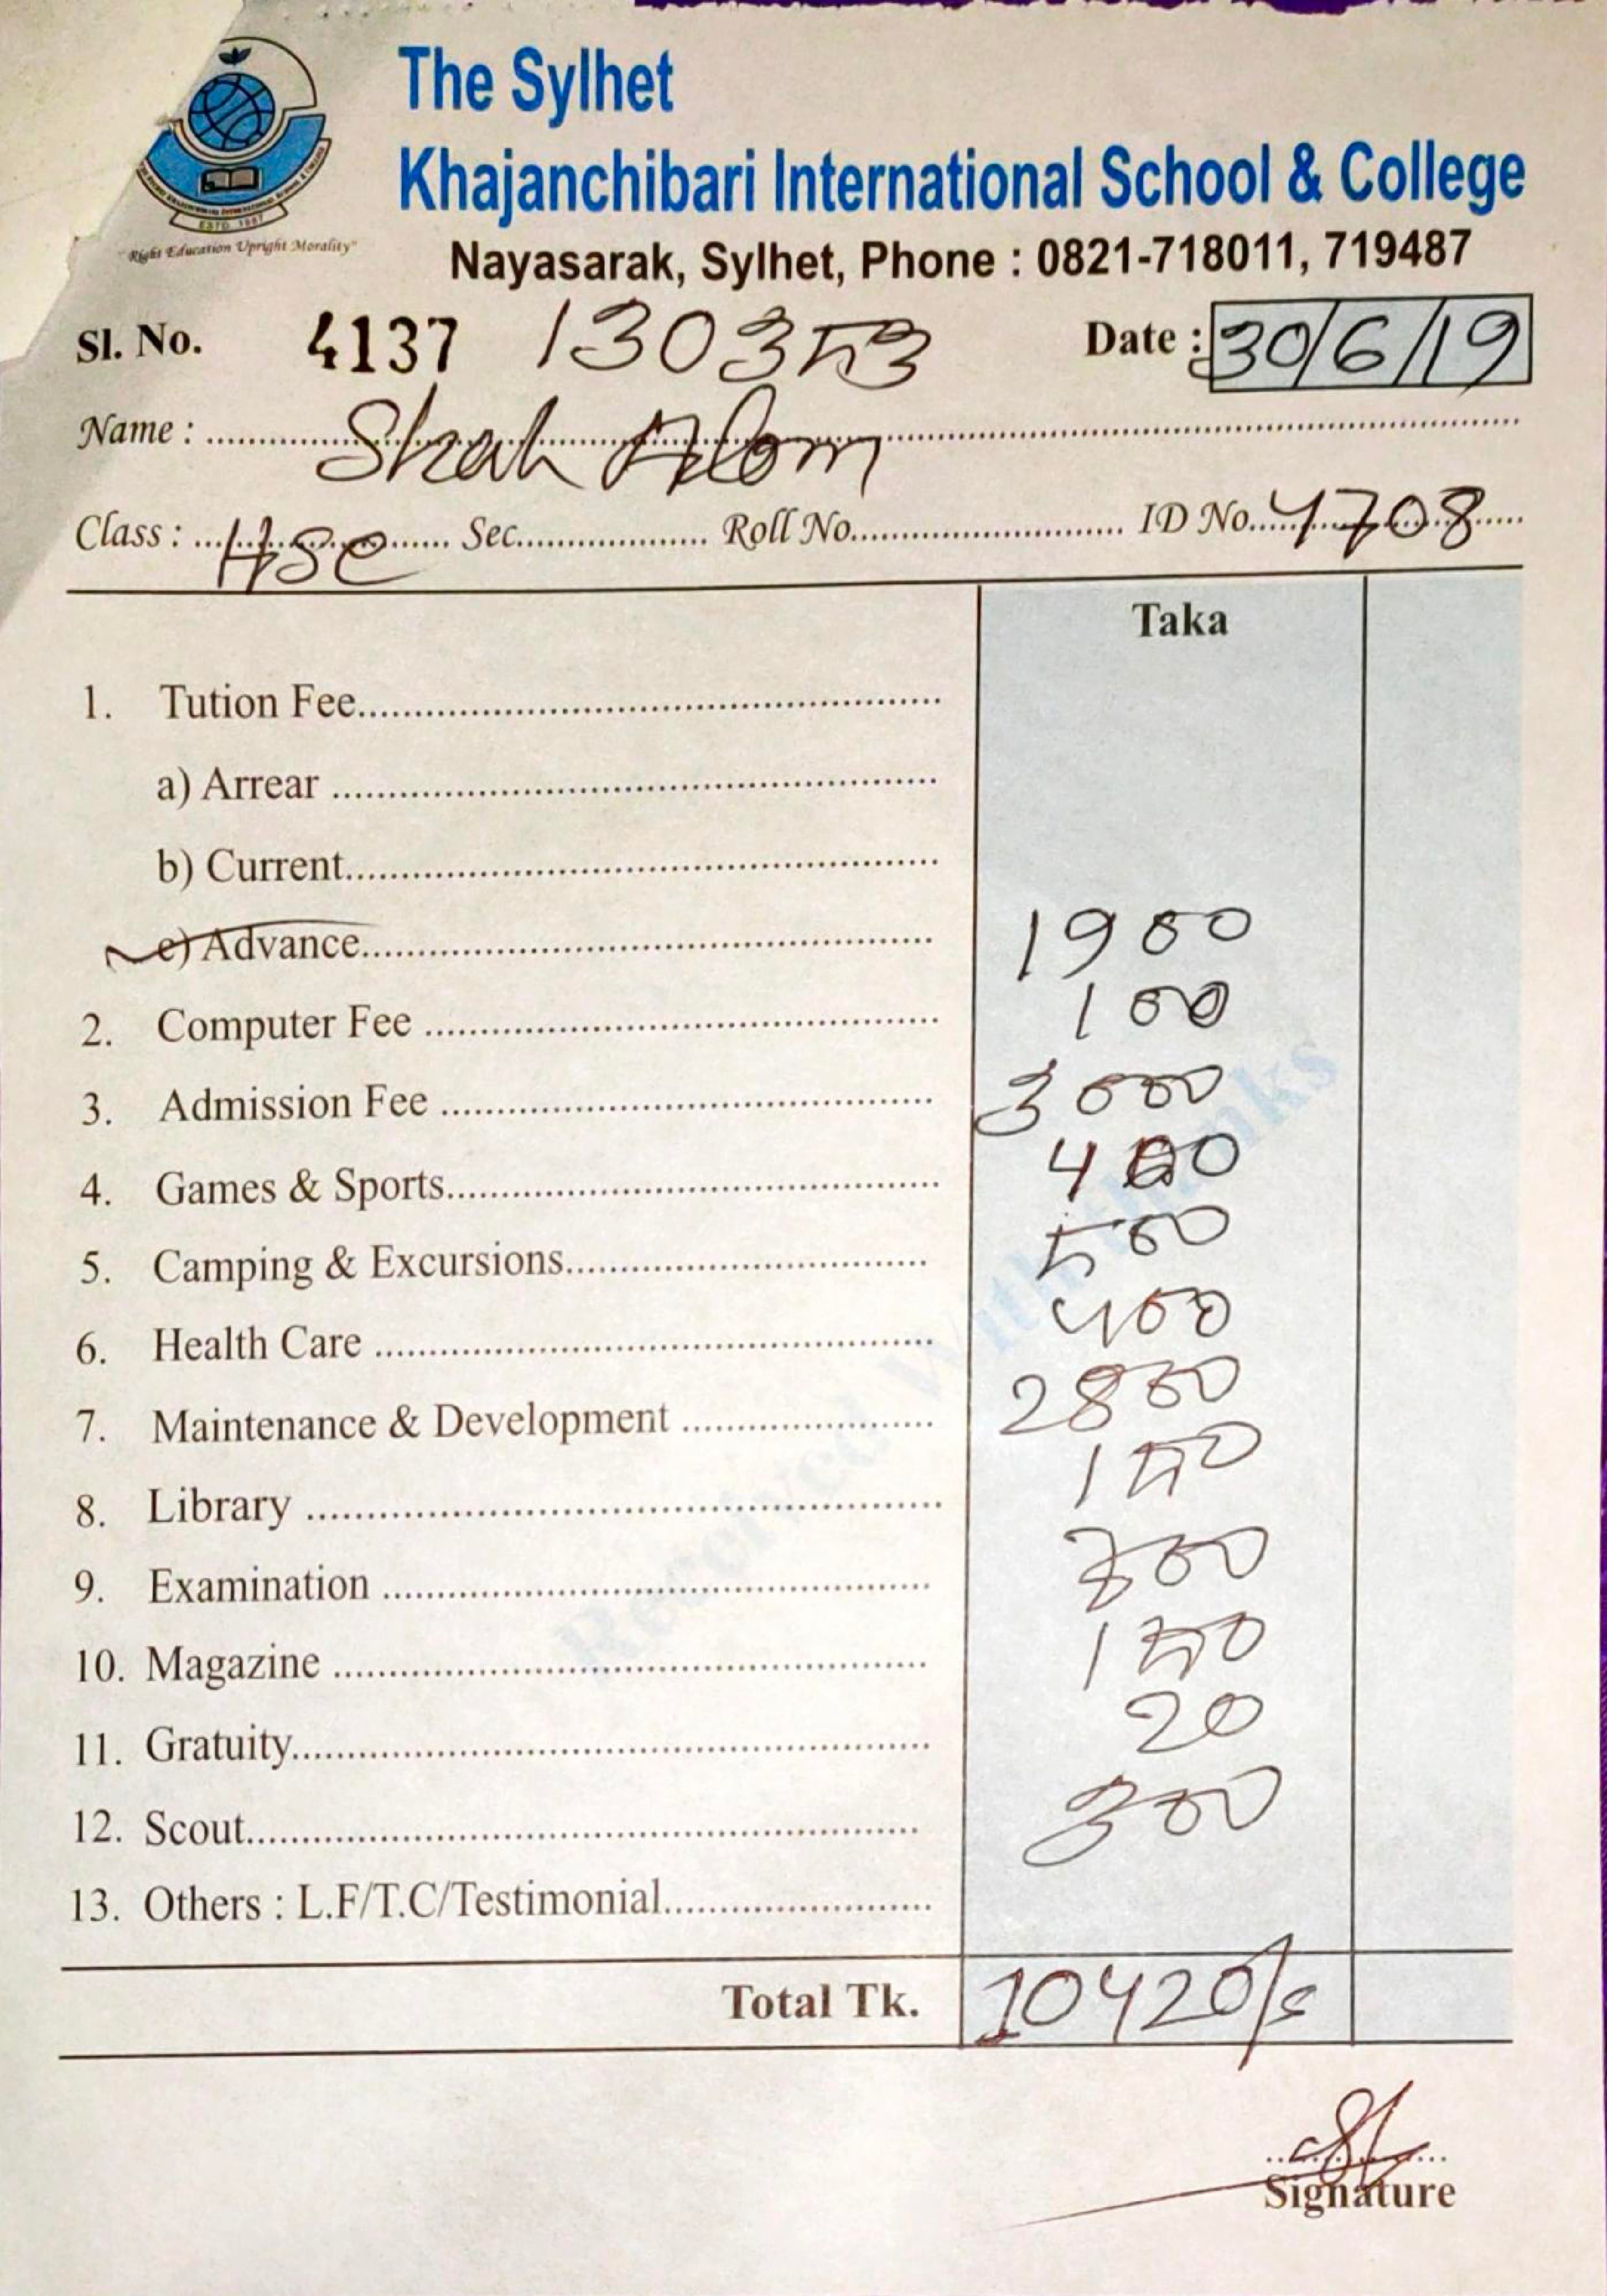 The Sylhet
Khajanchibari International School & College
Nayasarak, Sylhet, Phone : 0821-718011, 719487
ESTD. 1987
"Right Education Upright Morality"
Sl. No. 4137 130353 Date : 30/6/19
Name : Shah Alom
Class : HSC Sec. Roll No. ID No. 4708
Taka
1. Tution Fee
a) Arrear
b) Current
c) Advance 1900
2. Computer Fee 100
3. Admission Fee 3000
4. Games & Sports 400
5. Camping & Excursions 500
6. Health Care 400
7. Maintenance & Development 2800
8. Library 150
9. Examination
10. Magazine 150
11. Gratuity 20
12. Scout 300
13. Others : L.F/T.C/Testimonial
Total Tk. 10420/=
Signature
Received With Thanks